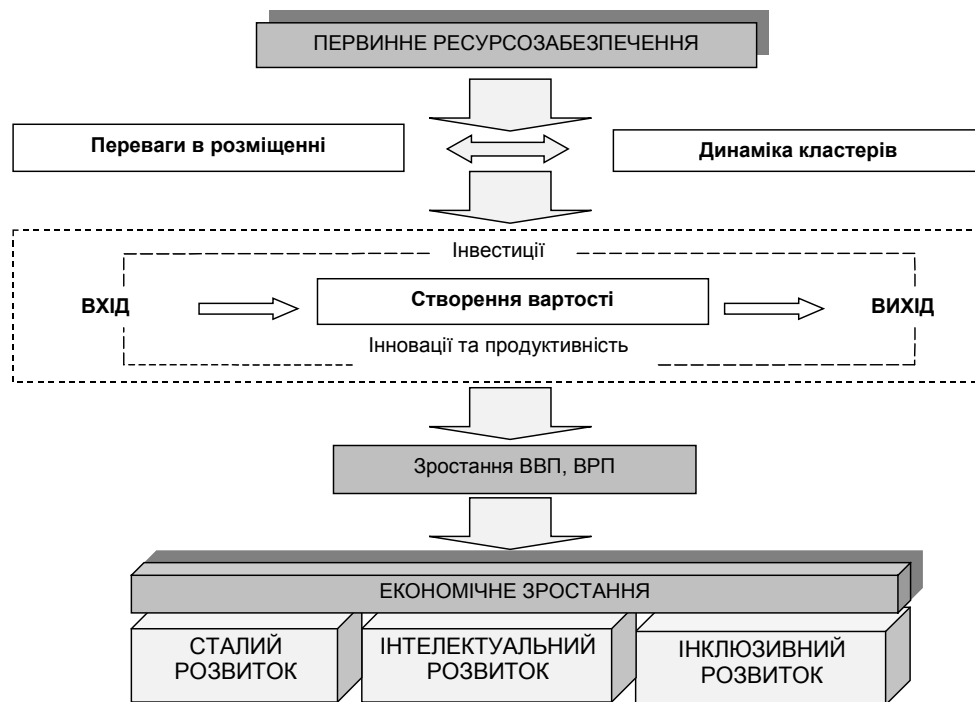 ПЕРВИННЕ РЕСУРСОЗАБЕЗПЕЧЕННЯ
Переваги в розміщенні
Динаміка кластерів
Інвестиції
ВХІД
Створення вартості
ВИХІД
Інновації та продуктивність
Зростання ВВП, ВРП
ЕКОНОМІЧНЕ ЗРОСТАННЯ
СТАЛИЙ
РОЗВИТОК
ІНТЕЛЕКТУАЛЬНИЙ
РОЗВИТОК
ІНКЛЮЗИВНИЙ
РОЗВИТОК